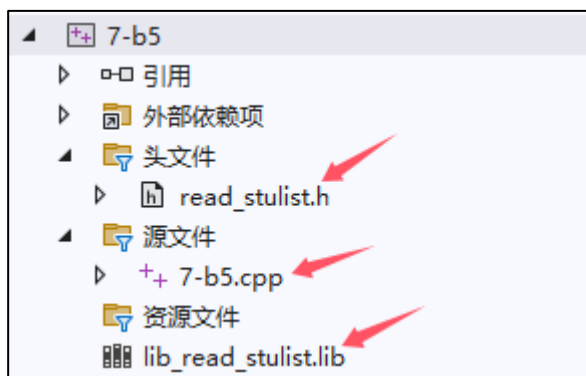 7-b5
引用
外部依赖项
头文件
read_stulist.h
源文件
7-b5.cpp
资源文件
lib_read_stulist.lib